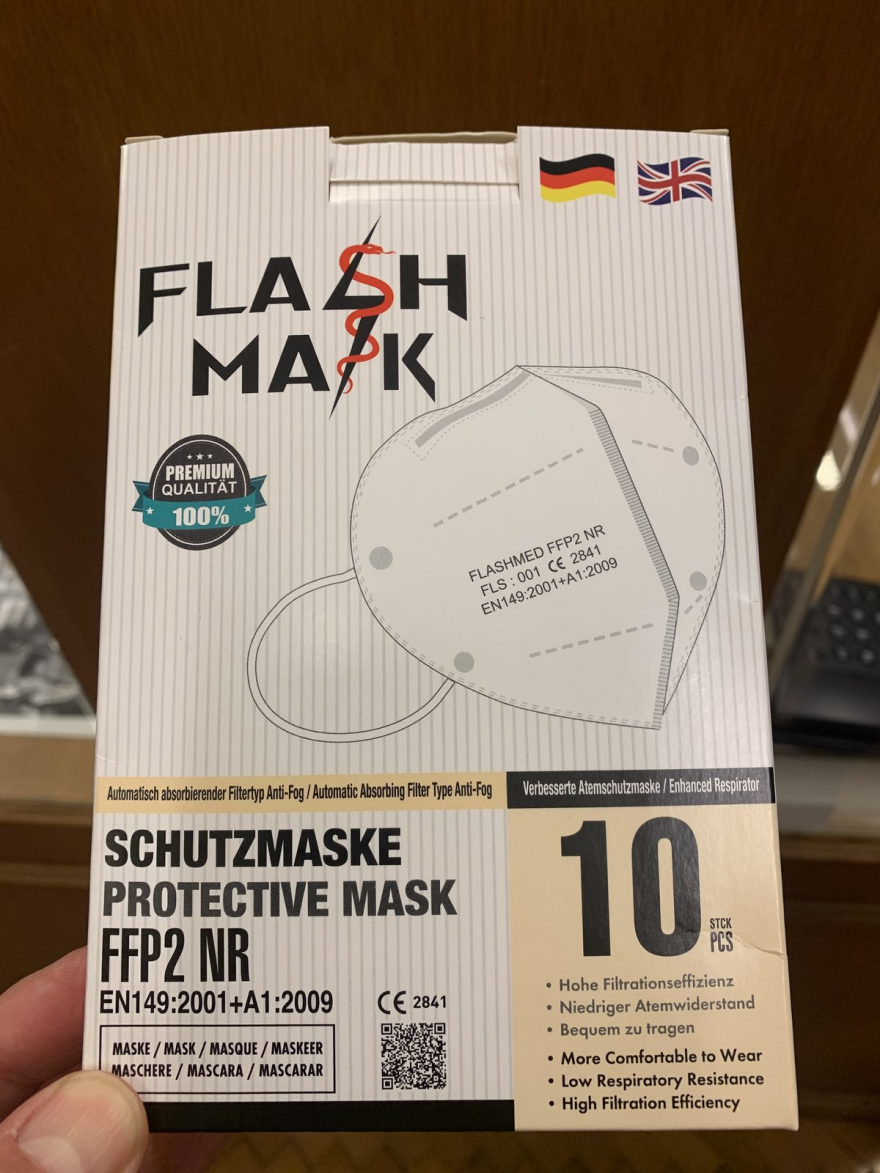 FLASH
MASK
PREMIUM
QUALITÄT
100%
FLASHMED FFP2 NR
FLS : 001 CE 2841
EN149:2001+A1:2009
Automatisch absorbierender Filtertyp Anti-Fog / Automatic Absorbing Filter Type Anti-Fog
Verbesserte Atemschutzmaske / Enhanced Respirator
SCHUTZMASKE
PROTECTIVE MASK
FFP2 NR
EN149:2001+A1:2009
CE 2841
MASKE / MASK / MASQUE / MASKEER
MASCHERE / MASCARA / MASCARAR
10
STCK
PCS
• Hohe Filtrationseffizienz
• Niedriger Atemwiderstand
• Bequem zu tragen
• More Comfortable to Wear
• Low Respiratory Resistance
• High Filtration Efficiency